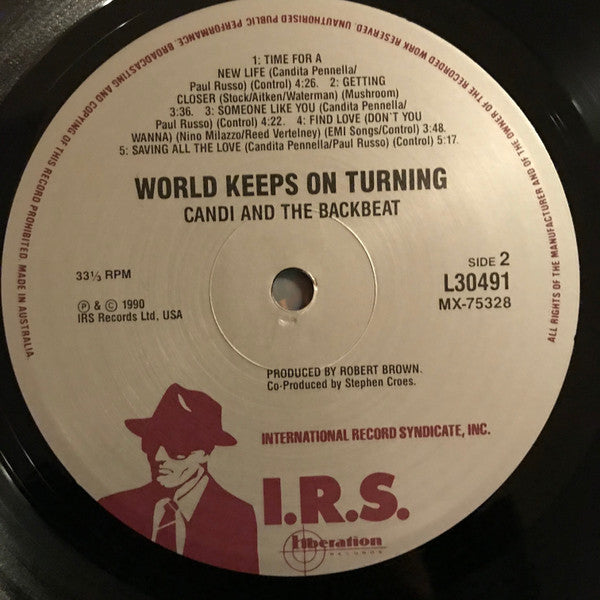 1: TIME FOR A
NEW LIFE (Candita Pennella/
Paul Russo) (Control) 4:26. 2: GETTING
CLOSER (Stock/Aitken/Waterman) (Mushroom)
3:36. 3: SOMEONE LIKE YOU (Candita Pennella/
Paul Russo) (Control) 4:22. 4: FIND LOVE (DON'T YOU
WANNA) (Nino Milazzo/Reed Vertelney) (EMI Songs/Control) 3:48.
5: SAVING ALL THE LOVE (Candita Pennella/Paul Russo) (Control) 5:17.
WORLD KEEPS ON TURNING
CANDI AND THE BACKBEAT
33⅓ RPM
Ⓟ & © 1990
IRS Records Ltd, USA
SIDE 2
L30491
MX-75328
PRODUCED BY ROBERT BROWN.
Co-Produced by Stephen Croes.
INTERNATIONAL RECORD SYNDICATE, INC.
I.R.S.
liberation
RECORDS
ALL RIGHTS OF THE MANUFACTURER AND OF THE OWNER OF THE RECORDED WORK RESERVED. UNAUTHORISED PUBLIC PERFORMANCE, BROADCASTING AND COPYING OF THIS RECORD PROHIBITED. MADE IN AUSTRALIA.